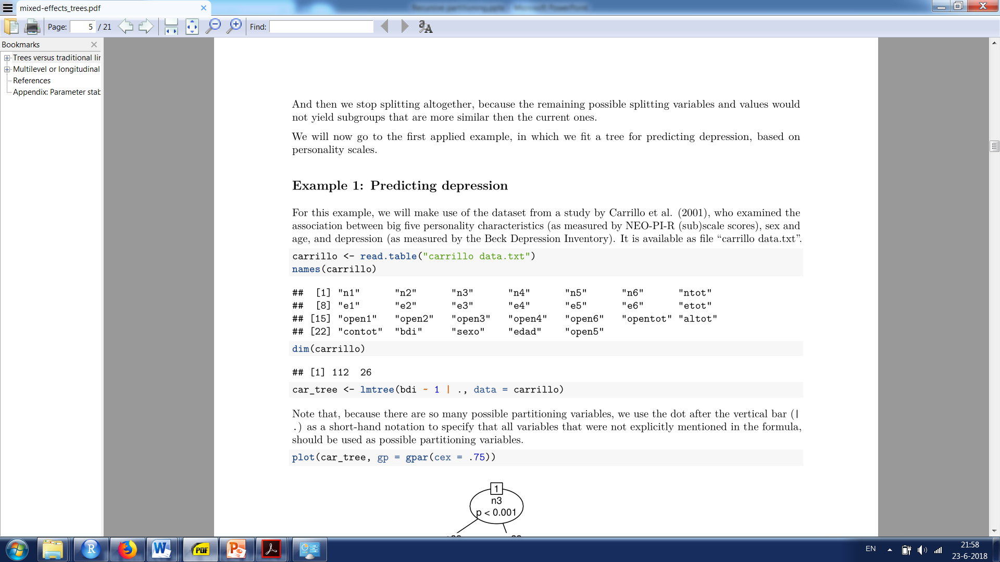 mixed-effects_trees.pdf
Recursive partitioning.pptx - Microsoft PowerPoint
Page: 5 / 21 Find:
Bookmarks
Trees versus traditional lin
Multilevel or longitudinal
References
Appendix: Parameter stab
And then we stop splitting altogether, because the remaining possible splitting variables and values would
not yield subgroups that are more similar then the current ones.
We will now go to the first applied example, in which we fit a tree for predicting depression, based on
personality scales.
Example 1: Predicting depression
For this example, we will make use of the dataset from a study by Carrillo et al. (2001), who examined the
association between big five personality characteristics (as measured by NEO-PI-R (sub)scale scores), sex and
age, and depression (as measured by the Beck Depression Inventory). It is available as file “carrillo data.txt”.
carrillo <- read.table("carrillo data.txt")
names(carrillo)
## [1] "n1" "n2" "n3" "n4" "n5" "n6" "ntot"
## [8] "e1" "e2" "e3" "e4" "e5" "e6" "etot"
## [15] "open1" "open2" "open3" "open4" "open6" "opentot" "altot"
## [22] "contot" "bdi" "sexo" "edad" "open5"
dim(carrillo)
## [1] 112 26
car_tree <- lmtree(bdi ~ 1 | ., data = carrillo)
Note that, because there are so many possible partitioning variables, we use the dot after the vertical bar (|
.) as a short-hand notation to specify that all variables that were not explicitly mentioned in the formula,
should be used as possible partitioning variables.
plot(car_tree, gp = gpar(cex = .75))
1
n3
p < 0.001
EN
21:58
23-6-2018